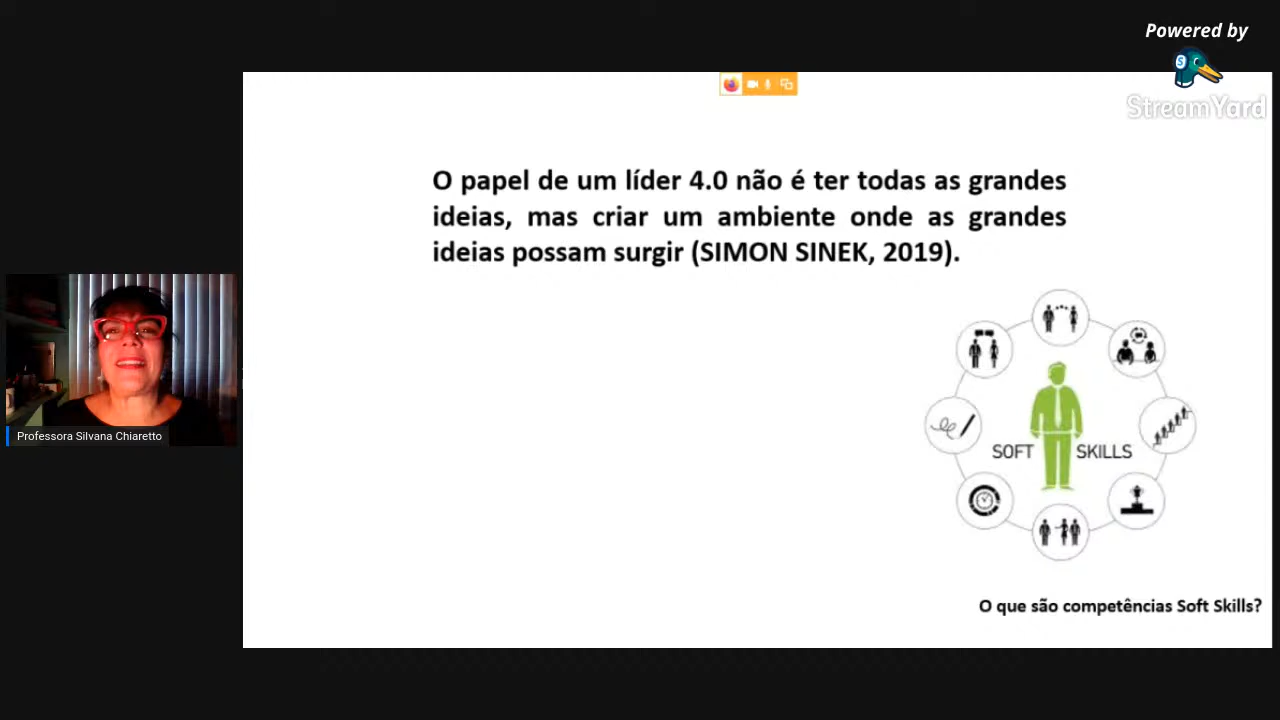 Powered by
StreamYard
O papel de um líder 4.0 não é ter todas as grandes
ideias, mas criar um ambiente onde as grandes
ideias possam surgir (SIMON SINEK, 2019).
SOFT SKILLS
Professora Silvana Chiaretto
O que são competências Soft Skills?